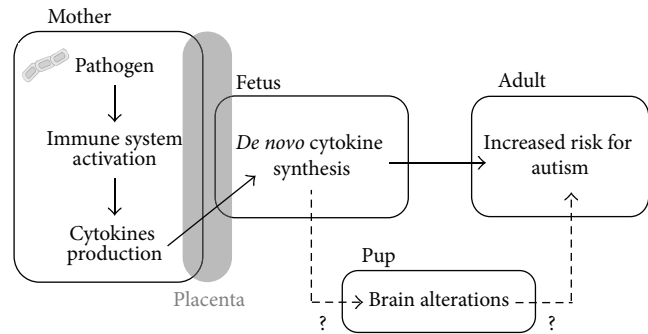 Mother
Pathogen
Immune system
activation
Cytokines
production
Placenta
Fetus
De novo cytokine
synthesis
Adult
Increased risk for
autism
Pup
Brain alterations
?
?